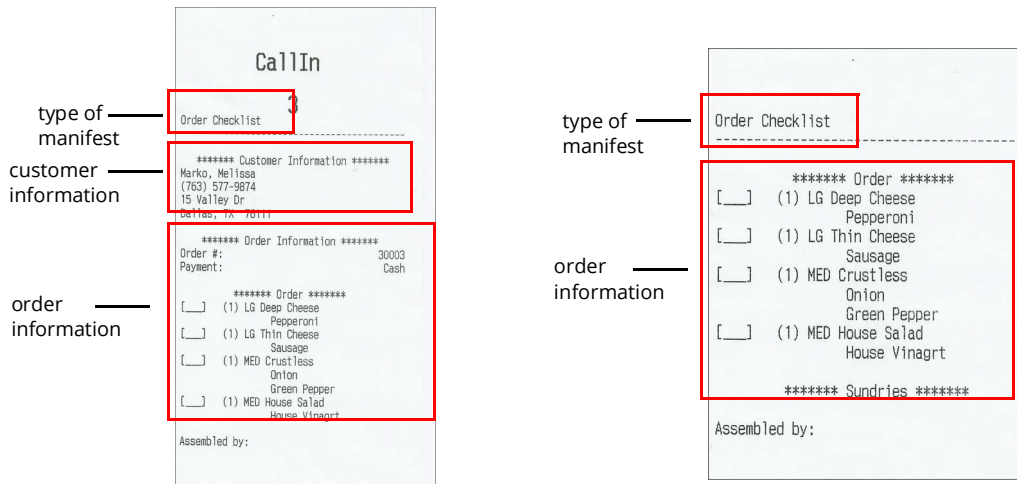 CallIn
3
type of
manifest
Order Checklist
customer
information
******* Customer Information *******
Marko, Melissa
(763) 577-9874
15 Valley Dr
Dallas, TX
******* Order Information *******
Order #: 30003
Payment: Cash
order
information
******* Order *******
[___] (1) LG Deep Cheese
Pepperoni
[___] (1) LG Thin Cheese
Sausage
[___] (1) MED Crustless
Onion
Green Pepper
[___] (1) MED House Salad
House Vinagrt
Assembled by:
type of
manifest
Order Checklist
order
information
******* Order *******
[___] (1) LG Deep Cheese
Pepperoni
[___] (1) LG Thin Cheese
Sausage
[___] (1) MED Crustless
Onion
Green Pepper
[___] (1) MED House Salad
House Vinagrt
******* Sundries *******
Assembled by: